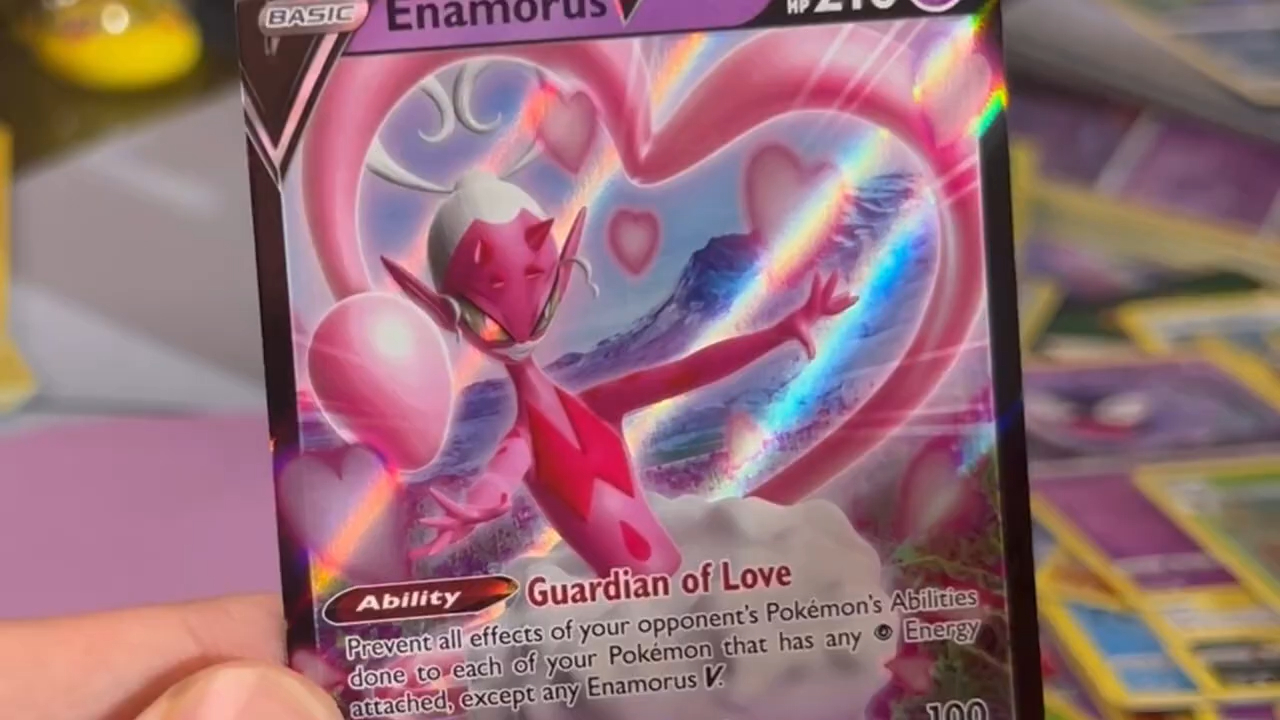 BASIC
Enamorus V
HP 210
Ability Guardian of Love
Prevent all effects of your opponent's Pokémon's Abilities
done to each of your Pokémon that has any Energy
attached, except any Enamorus V.
100